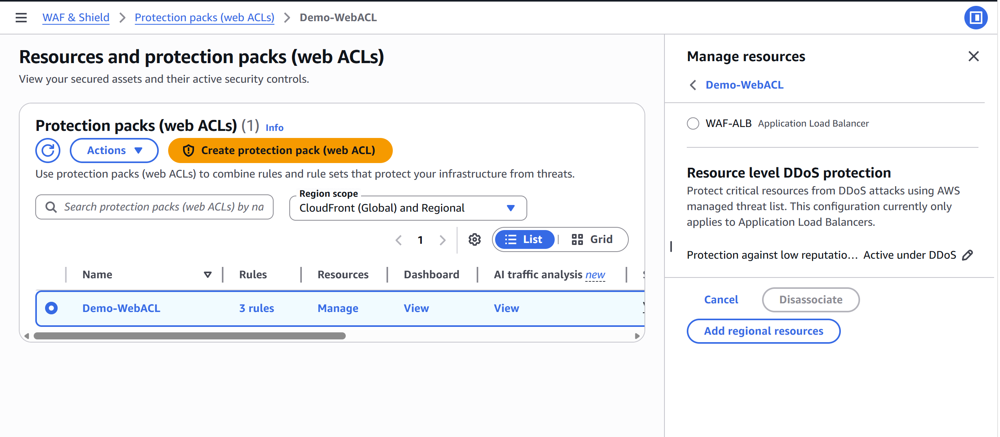 WAF & Shield > Protection packs (web ACLs) > Demo-WebACL
Resources and protection packs (web ACLs)
View your secured assets and their active security controls.
Protection packs (web ACLs) (1) Info
Actions
Create protection pack (web ACL)
Use protection packs (web ACLs) to combine rules and rule sets that protect your infrastructure from threats.
Search protection packs (web ACLs) by na
Region scope
CloudFront (Global) and Regional
1
List
Grid
Name Rules Resources Dashboard AI traffic analysis new
Demo-WebACL 3 rules Manage View View
Manage resources
Demo-WebACL
WAF-ALB Application Load Balancer
Resource level DDoS protection
Protect critical resources from DDoS attacks using AWS
managed threat list. This configuration currently only
applies to Application Load Balancers.
Protection against low reputatio... Active under DDoS
Cancel
Disassociate
Add regional resources